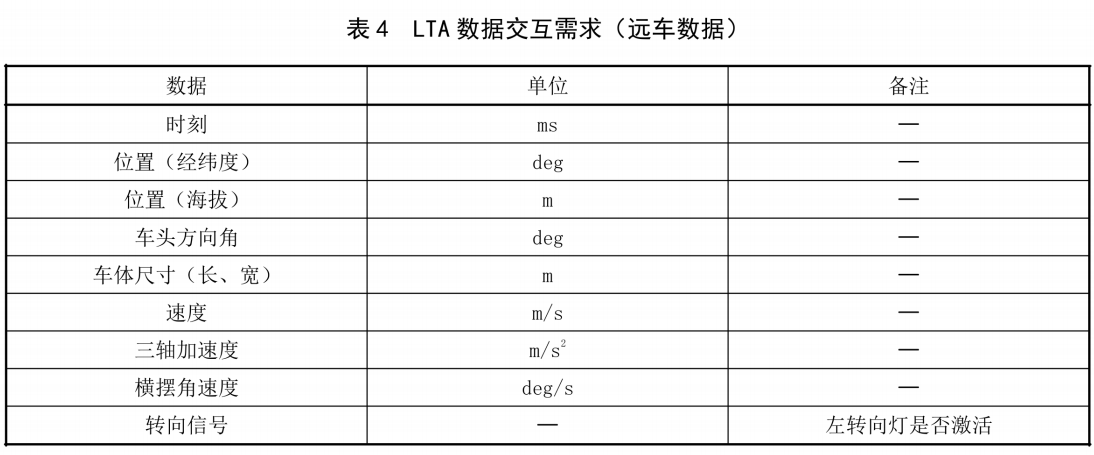 表4 LTA 数据交互需求（远车数据）
数据 单位 备注
时刻 ms —
位置（经纬度） deg —
位置（海拔） m —
车头方向角 deg —
车体尺寸（长、宽） m —
速度 m/s —
三轴加速度 m/s² —
横摆角速度 deg/s —
转向信号 — 左转向灯是否激活